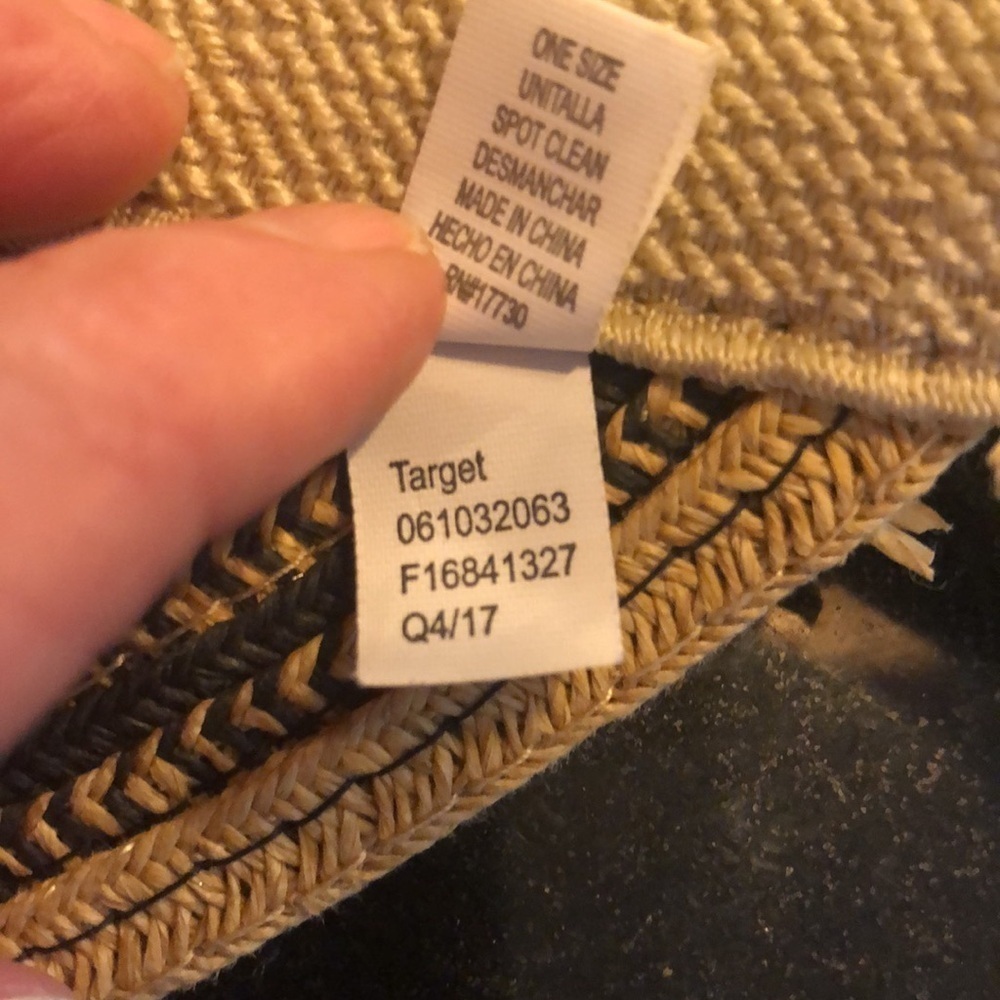 ONE SIZE
UNITALLA
SPOT CLEAN
DESMANCHAR
MADE IN CHINA
HECHO EN CHINA
RN#17730
Target
061032063
F16841327
Q4/17